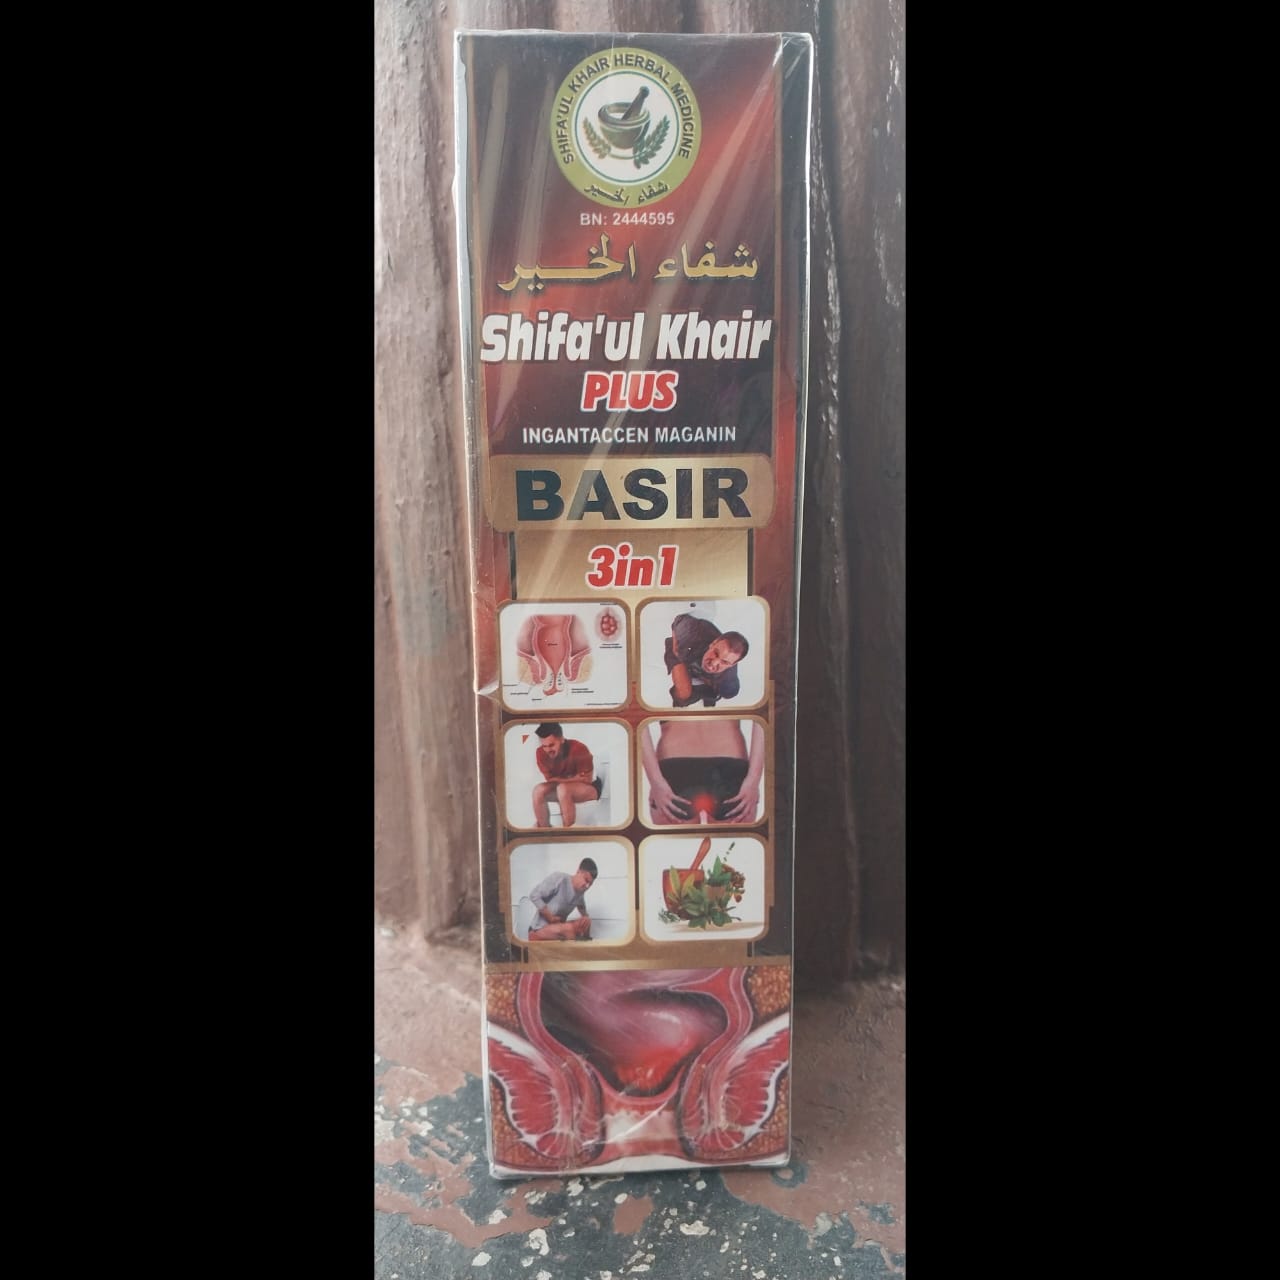 SHIFA'UL KHAIR HERBAL MEDICINE
شفاء الخير
BN: 2444595
شفاء الخير
Shifa'ul Khair
PLUS
INGANTACCEN MAGANIN
BASIR
3in1